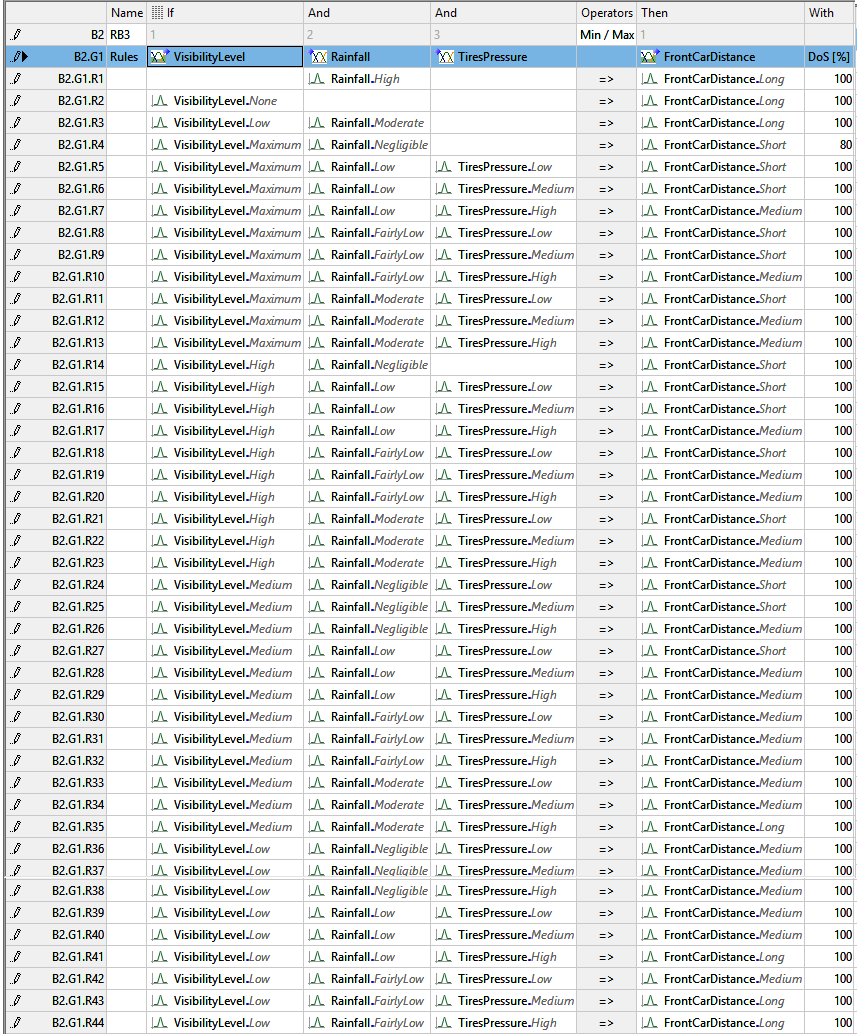 Name If And And Operators Then With
B2 RB3 1 2 3 Min / Max 1
B2.G1 Rules VisibilityLevel Rainfall TiresPressure FrontCarDistance DoS [%]
B2.G1.R1 Rainfall.High => FrontCarDistance.Long 100
B2.G1.R2 VisibilityLevel.None => FrontCarDistance.Long 100
B2.G1.R3 VisibilityLevel.Low Rainfall.Moderate => FrontCarDistance.Long 100
B2.G1.R4 VisibilityLevel.Maximum Rainfall.Negligible => FrontCarDistance.Short 80
B2.G1.R5 VisibilityLevel.Maximum Rainfall.Low TiresPressure.Low => FrontCarDistance.Short 100
B2.G1.R6 VisibilityLevel.Maximum Rainfall.Low TiresPressure.Medium => FrontCarDistance.Short 100
B2.G1.R7 VisibilityLevel.Maximum Rainfall.Low TiresPressure.High => FrontCarDistance.Medium 100
B2.G1.R8 VisibilityLevel.Maximum Rainfall.FairlyLow TiresPressure.Low => FrontCarDistance.Short 100
B2.G1.R9 VisibilityLevel.Maximum Rainfall.FairlyLow TiresPressure.Medium => FrontCarDistance.Short 100
B2.G1.R10 VisibilityLevel.Maximum Rainfall.FairlyLow TiresPressure.High => FrontCarDistance.Medium 100
B2.G1.R11 VisibilityLevel.Maximum Rainfall.Moderate TiresPressure.Low => FrontCarDistance.Short 100
B2.G1.R12 VisibilityLevel.Maximum Rainfall.Moderate TiresPressure.Medium => FrontCarDistance.Medium 100
B2.G1.R13 VisibilityLevel.Maximum Rainfall.Moderate TiresPressure.High => FrontCarDistance.Medium 100
B2.G1.R14 VisibilityLevel.High Rainfall.Negligible => FrontCarDistance.Short 100
B2.G1.R15 VisibilityLevel.High Rainfall.Low TiresPressure.Low => FrontCarDistance.Short 100
B2.G1.R16 VisibilityLevel.High Rainfall.Low TiresPressure.Medium => FrontCarDistance.Short 100
B2.G1.R17 VisibilityLevel.High Rainfall.Low TiresPressure.High => FrontCarDistance.Medium 100
B2.G1.R18 VisibilityLevel.High Rainfall.FairlyLow TiresPressure.Low => FrontCarDistance.Short 100
B2.G1.R19 VisibilityLevel.High Rainfall.FairlyLow TiresPressure.Medium => FrontCarDistance.Medium 100
B2.G1.R20 VisibilityLevel.High Rainfall.FairlyLow TiresPressure.High => FrontCarDistance.Medium 100
B2.G1.R21 VisibilityLevel.High Rainfall.Moderate TiresPressure.Low => FrontCarDistance.Short 100
B2.G1.R22 VisibilityLevel.High Rainfall.Moderate TiresPressure.Medium => FrontCarDistance.Medium 100
B2.G1.R23 VisibilityLevel.High Rainfall.Moderate TiresPressure.High => FrontCarDistance.Medium 100
B2.G1.R24 VisibilityLevel.Medium Rainfall.Negligible TiresPressure.Low => FrontCarDistance.Short 100
B2.G1.R25 VisibilityLevel.Medium Rainfall.Negligible TiresPressure.Medium => FrontCarDistance.Short 100
B2.G1.R26 VisibilityLevel.Medium Rainfall.Negligible TiresPressure.High => FrontCarDistance.Medium 100
B2.G1.R27 VisibilityLevel.Medium Rainfall.Low TiresPressure.Low => FrontCarDistance.Short 100
B2.G1.R28 VisibilityLevel.Medium Rainfall.Low TiresPressure.Medium => FrontCarDistance.Medium 100
B2.G1.R29 VisibilityLevel.Medium Rainfall.Low TiresPressure.High => FrontCarDistance.Medium 100
B2.G1.R30 VisibilityLevel.Medium Rainfall.FairlyLow TiresPressure.Low => FrontCarDistance.Medium 100
B2.G1.R31 VisibilityLevel.Medium Rainfall.FairlyLow TiresPressure.Medium => FrontCarDistance.Medium 100
B2.G1.R32 VisibilityLevel.Medium Rainfall.FairlyLow TiresPressure.High => FrontCarDistance.Medium 100
B2.G1.R33 VisibilityLevel.Medium Rainfall.Moderate TiresPressure.Low => FrontCarDistance.Medium 100
B2.G1.R34 VisibilityLevel.Medium Rainfall.Moderate TiresPressure.Medium => FrontCarDistance.Medium 100
B2.G1.R35 VisibilityLevel.Medium Rainfall.Moderate TiresPressure.High => FrontCarDistance.Long 100
B2.G1.R36 VisibilityLevel.Low Rainfall.Negligible TiresPressure.Low => FrontCarDistance.Medium 100
B2.G1.R37 VisibilityLevel.Low Rainfall.Negligible TiresPressure.Medium => FrontCarDistance.Medium 100
B2.G1.R38 VisibilityLevel.Low Rainfall.Negligible TiresPressure.High => FrontCarDistance.Medium 100
B2.G1.R39 VisibilityLevel.Low Rainfall.Low TiresPressure.Low => FrontCarDistance.Medium 100
B2.G1.R40 VisibilityLevel.Low Rainfall.Low TiresPressure.Medium => FrontCarDistance.Medium 100
B2.G1.R41 VisibilityLevel.Low Rainfall.Low TiresPressure.High => FrontCarDistance.Long 100
B2.G1.R42 VisibilityLevel.Low Rainfall.FairlyLow TiresPressure.Low => FrontCarDistance.Medium 100
B2.G1.R43 VisibilityLevel.Low Rainfall.FairlyLow TiresPressure.Medium => FrontCarDistance.Long 100
B2.G1.R44 VisibilityLevel.Low Rainfall.FairlyLow TiresPressure.High => FrontCarDistance.Long 100